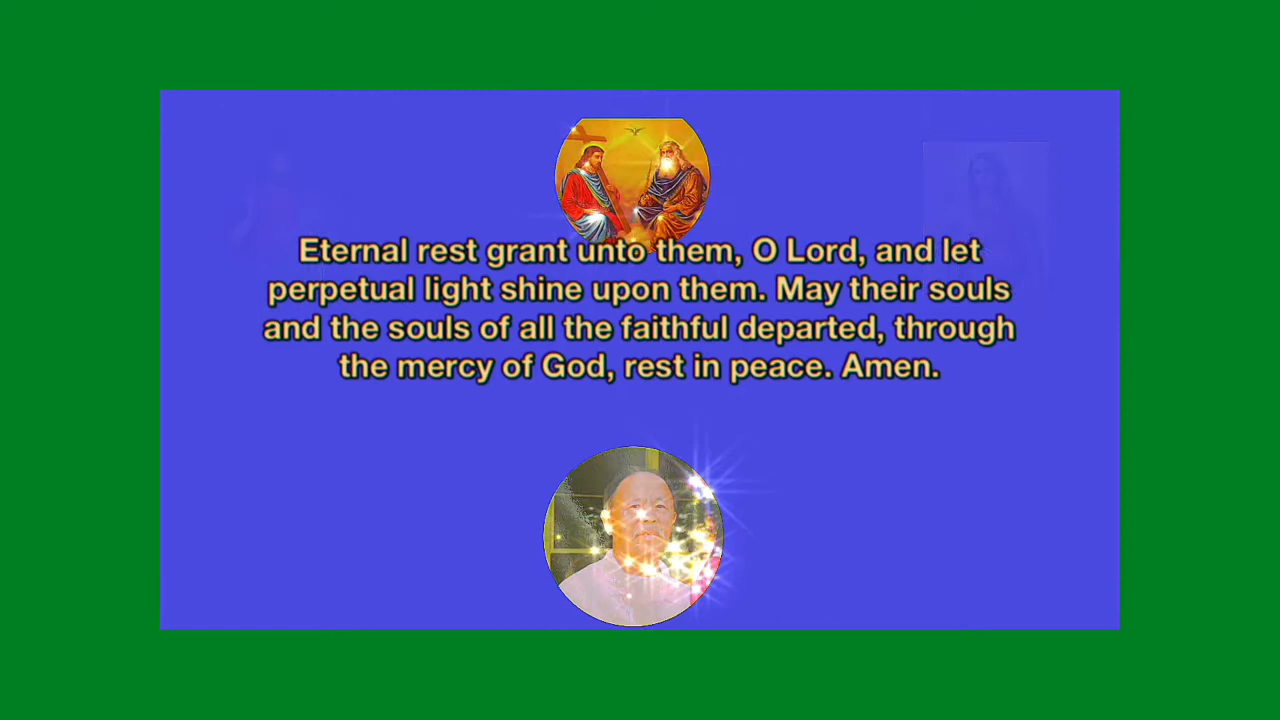 Eternal rest grant unto them, O Lord, and let
perpetual light shine upon them. May their souls
and the souls of all the faithful departed, through
the mercy of God, rest in peace. Amen.